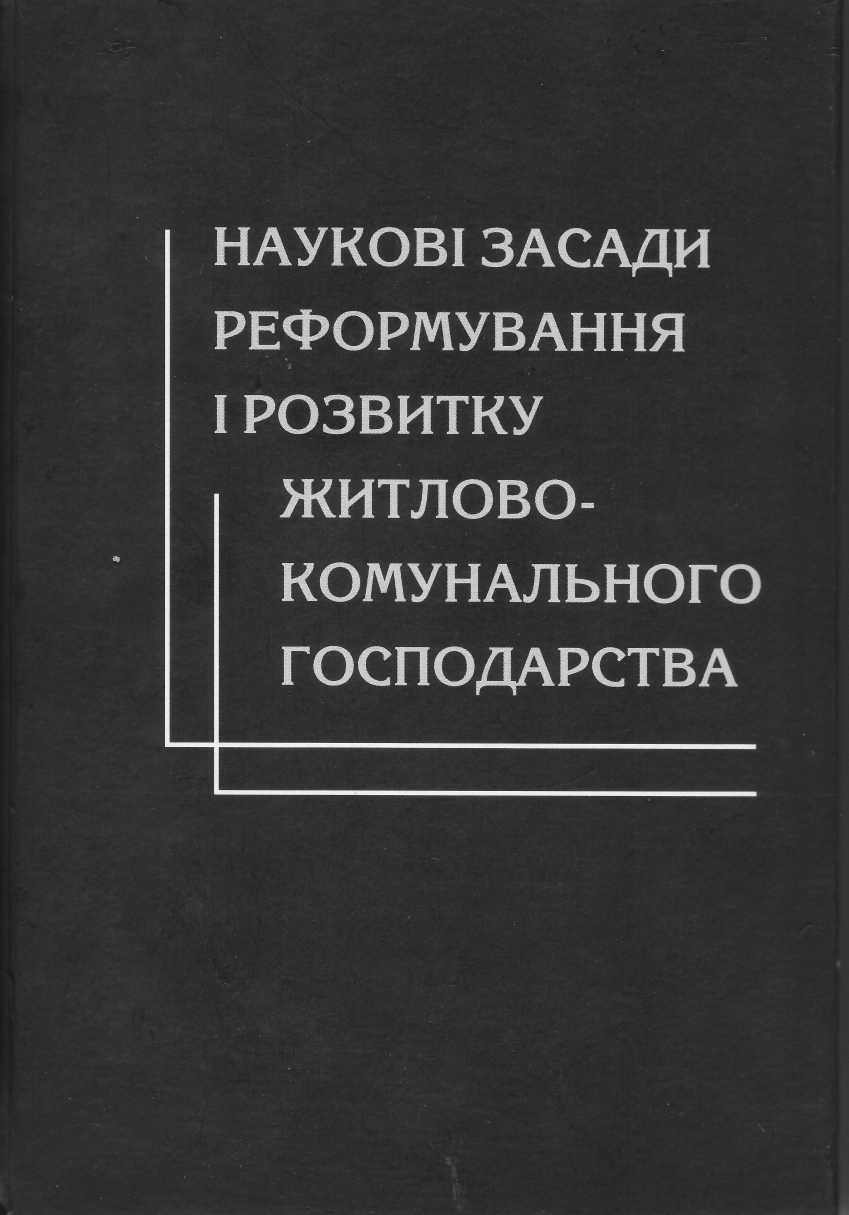 НАУКОВІ ЗАСАДИ
РЕФОРМУВАННЯ
І РОЗВИТКУ
ЖИТЛОВО-
КОМУНАЛЬНОГО
ГОСПОДАРСТВА